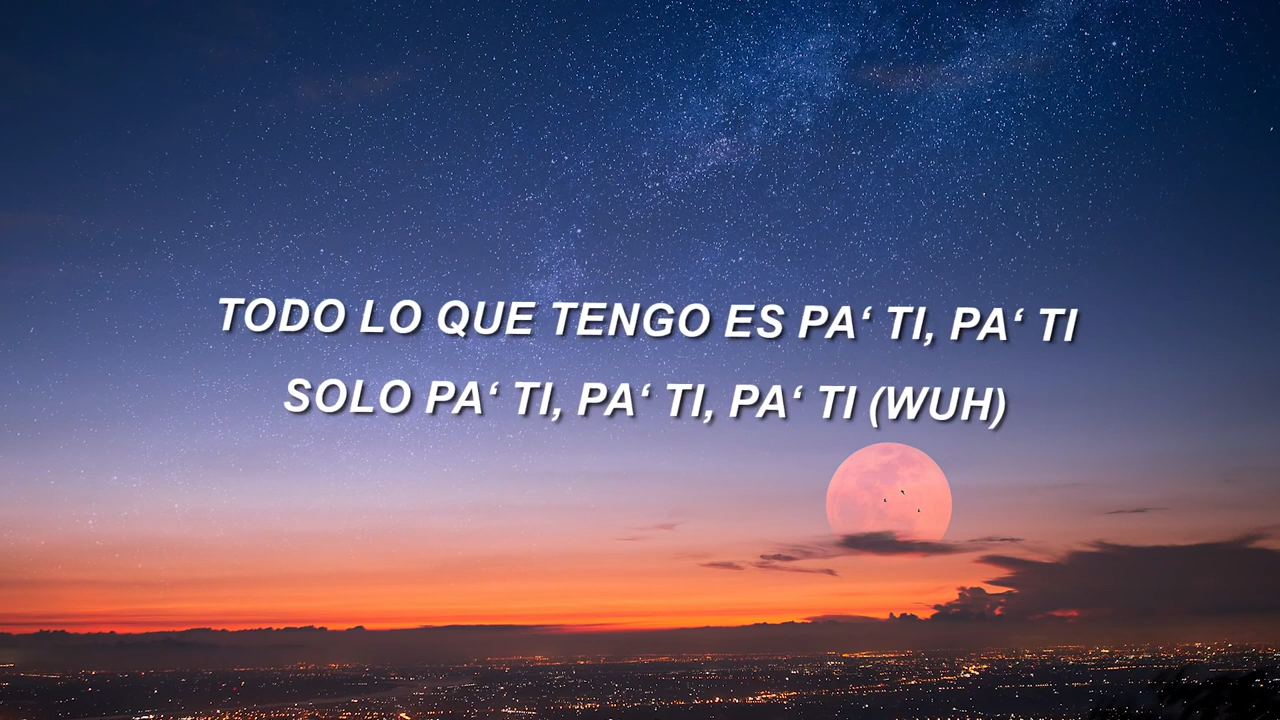 TODO LO QUE TENGO ES PA‘ TI, PA‘ TI
SOLO PA‘ TI, PA‘ TI, PA‘ TI (WUH)